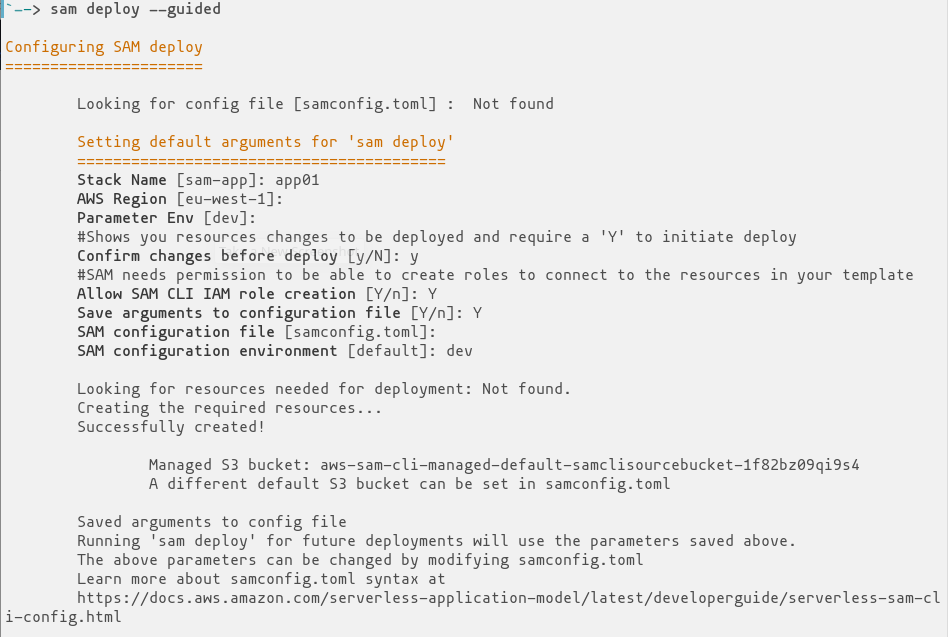 `--> sam deploy --guided
Configuring SAM deploy
======================
Looking for config file [samconfig.toml] :  Not found
Setting default arguments for 'sam deploy'
=========================================
Stack Name [sam-app]: app01
AWS Region [eu-west-1]:
Parameter Env [dev]:
#Shows you resources changes to be deployed and require a 'Y' to initiate deploy
Confirm changes before deploy [y/N]: y
#SAM needs permission to be able to create roles to connect to the resources in your template
Allow SAM CLI IAM role creation [Y/n]: Y
Save arguments to configuration file [Y/n]: Y
SAM configuration file [samconfig.toml]:
SAM configuration environment [default]: dev
Looking for resources needed for deployment: Not found.
Creating the required resources...
Successfully created!
Managed S3 bucket: aws-sam-cli-managed-default-samclisourcebucket-1f82bz09qi9s4
A different default S3 bucket can be set in samconfig.toml
Saved arguments to config file
Running 'sam deploy' for future deployments will use the parameters saved above.
The above parameters can be changed by modifying samconfig.toml
Learn more about samconfig.toml syntax at
https://docs.aws.amazon.com/serverless-application-model/latest/developerguide/serverless-sam-cl
i-config.html